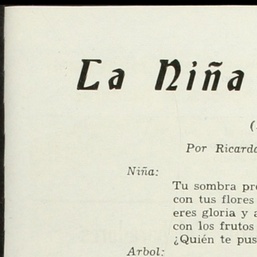 La Niña
(
Por Ricardo
Niña:
Tu sombra pr
con tus flores
eres gloria y a
con los frutos
¿Quién te pus
Arbol: